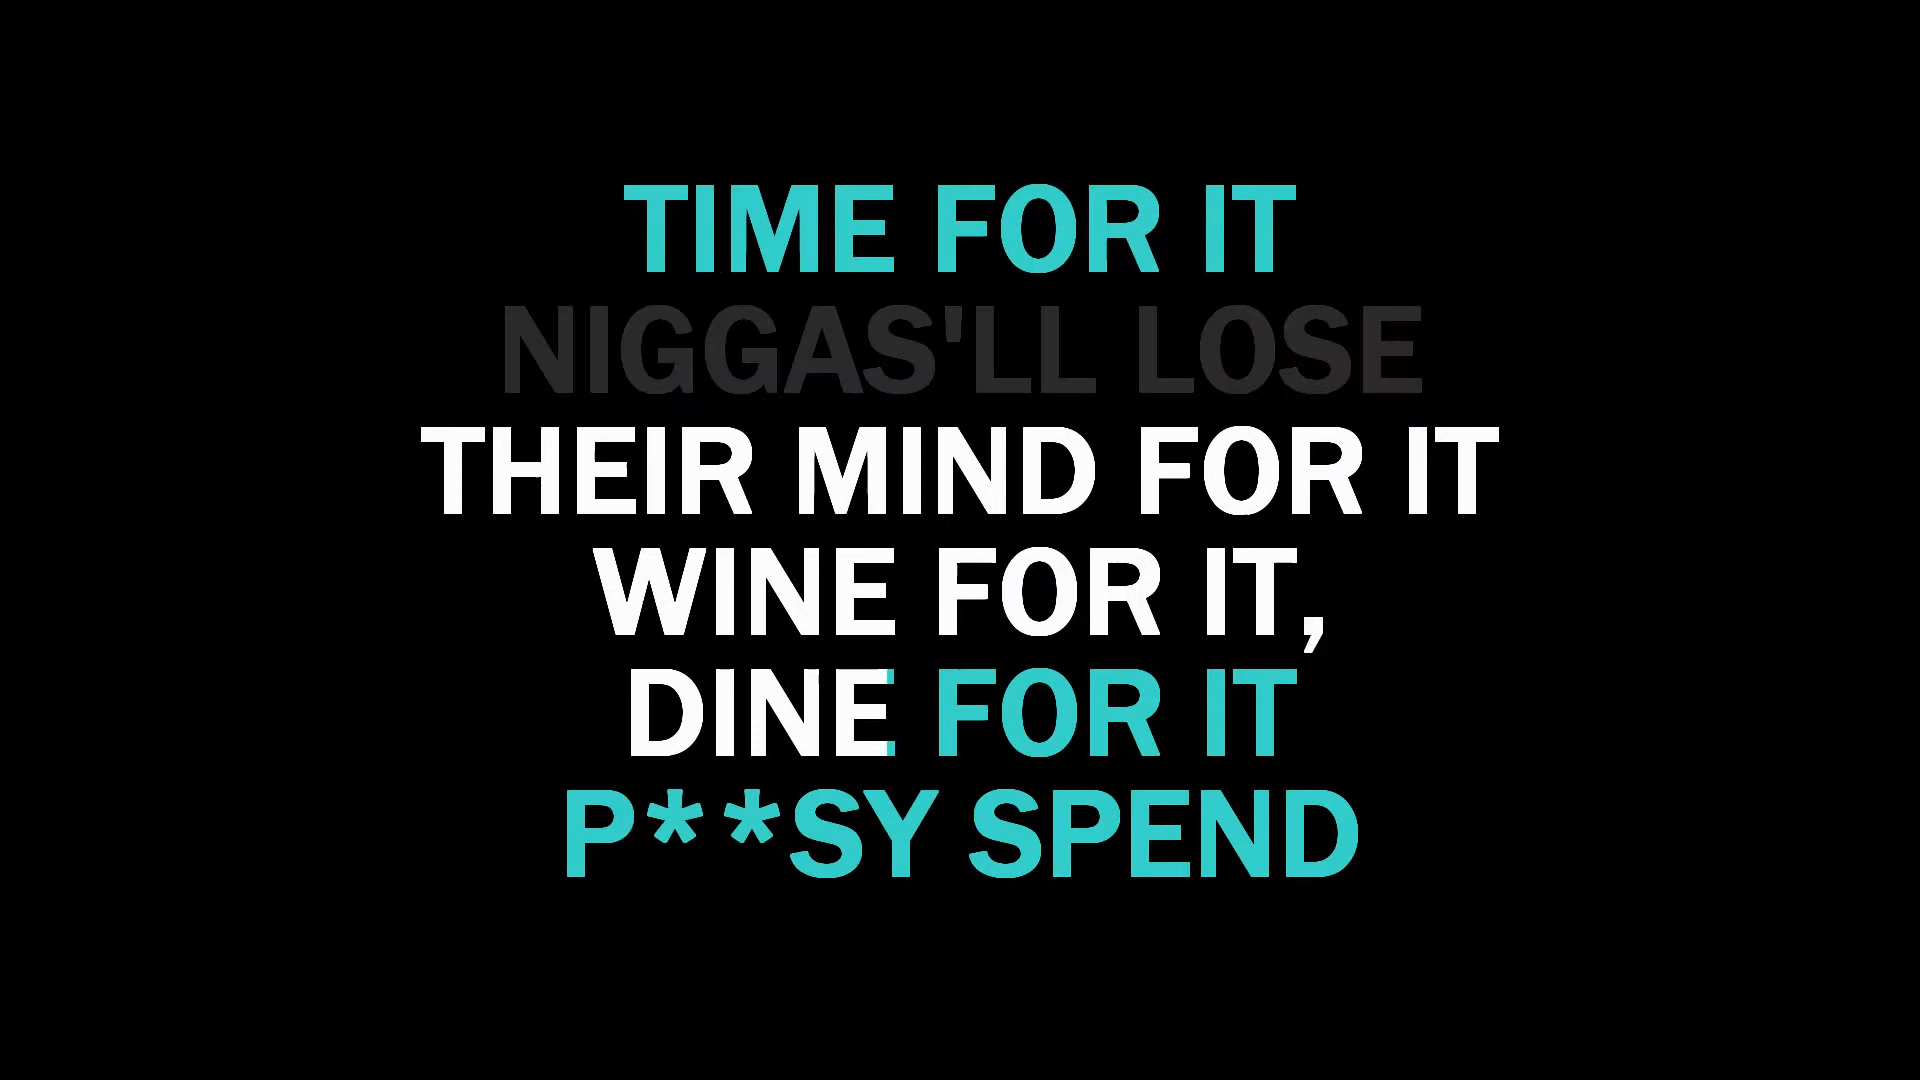 TIME FOR IT
NIGGAS'LL LOSE
THEIR MIND FOR IT
WINE FOR IT,
DINE FOR IT
P**SY SPEND